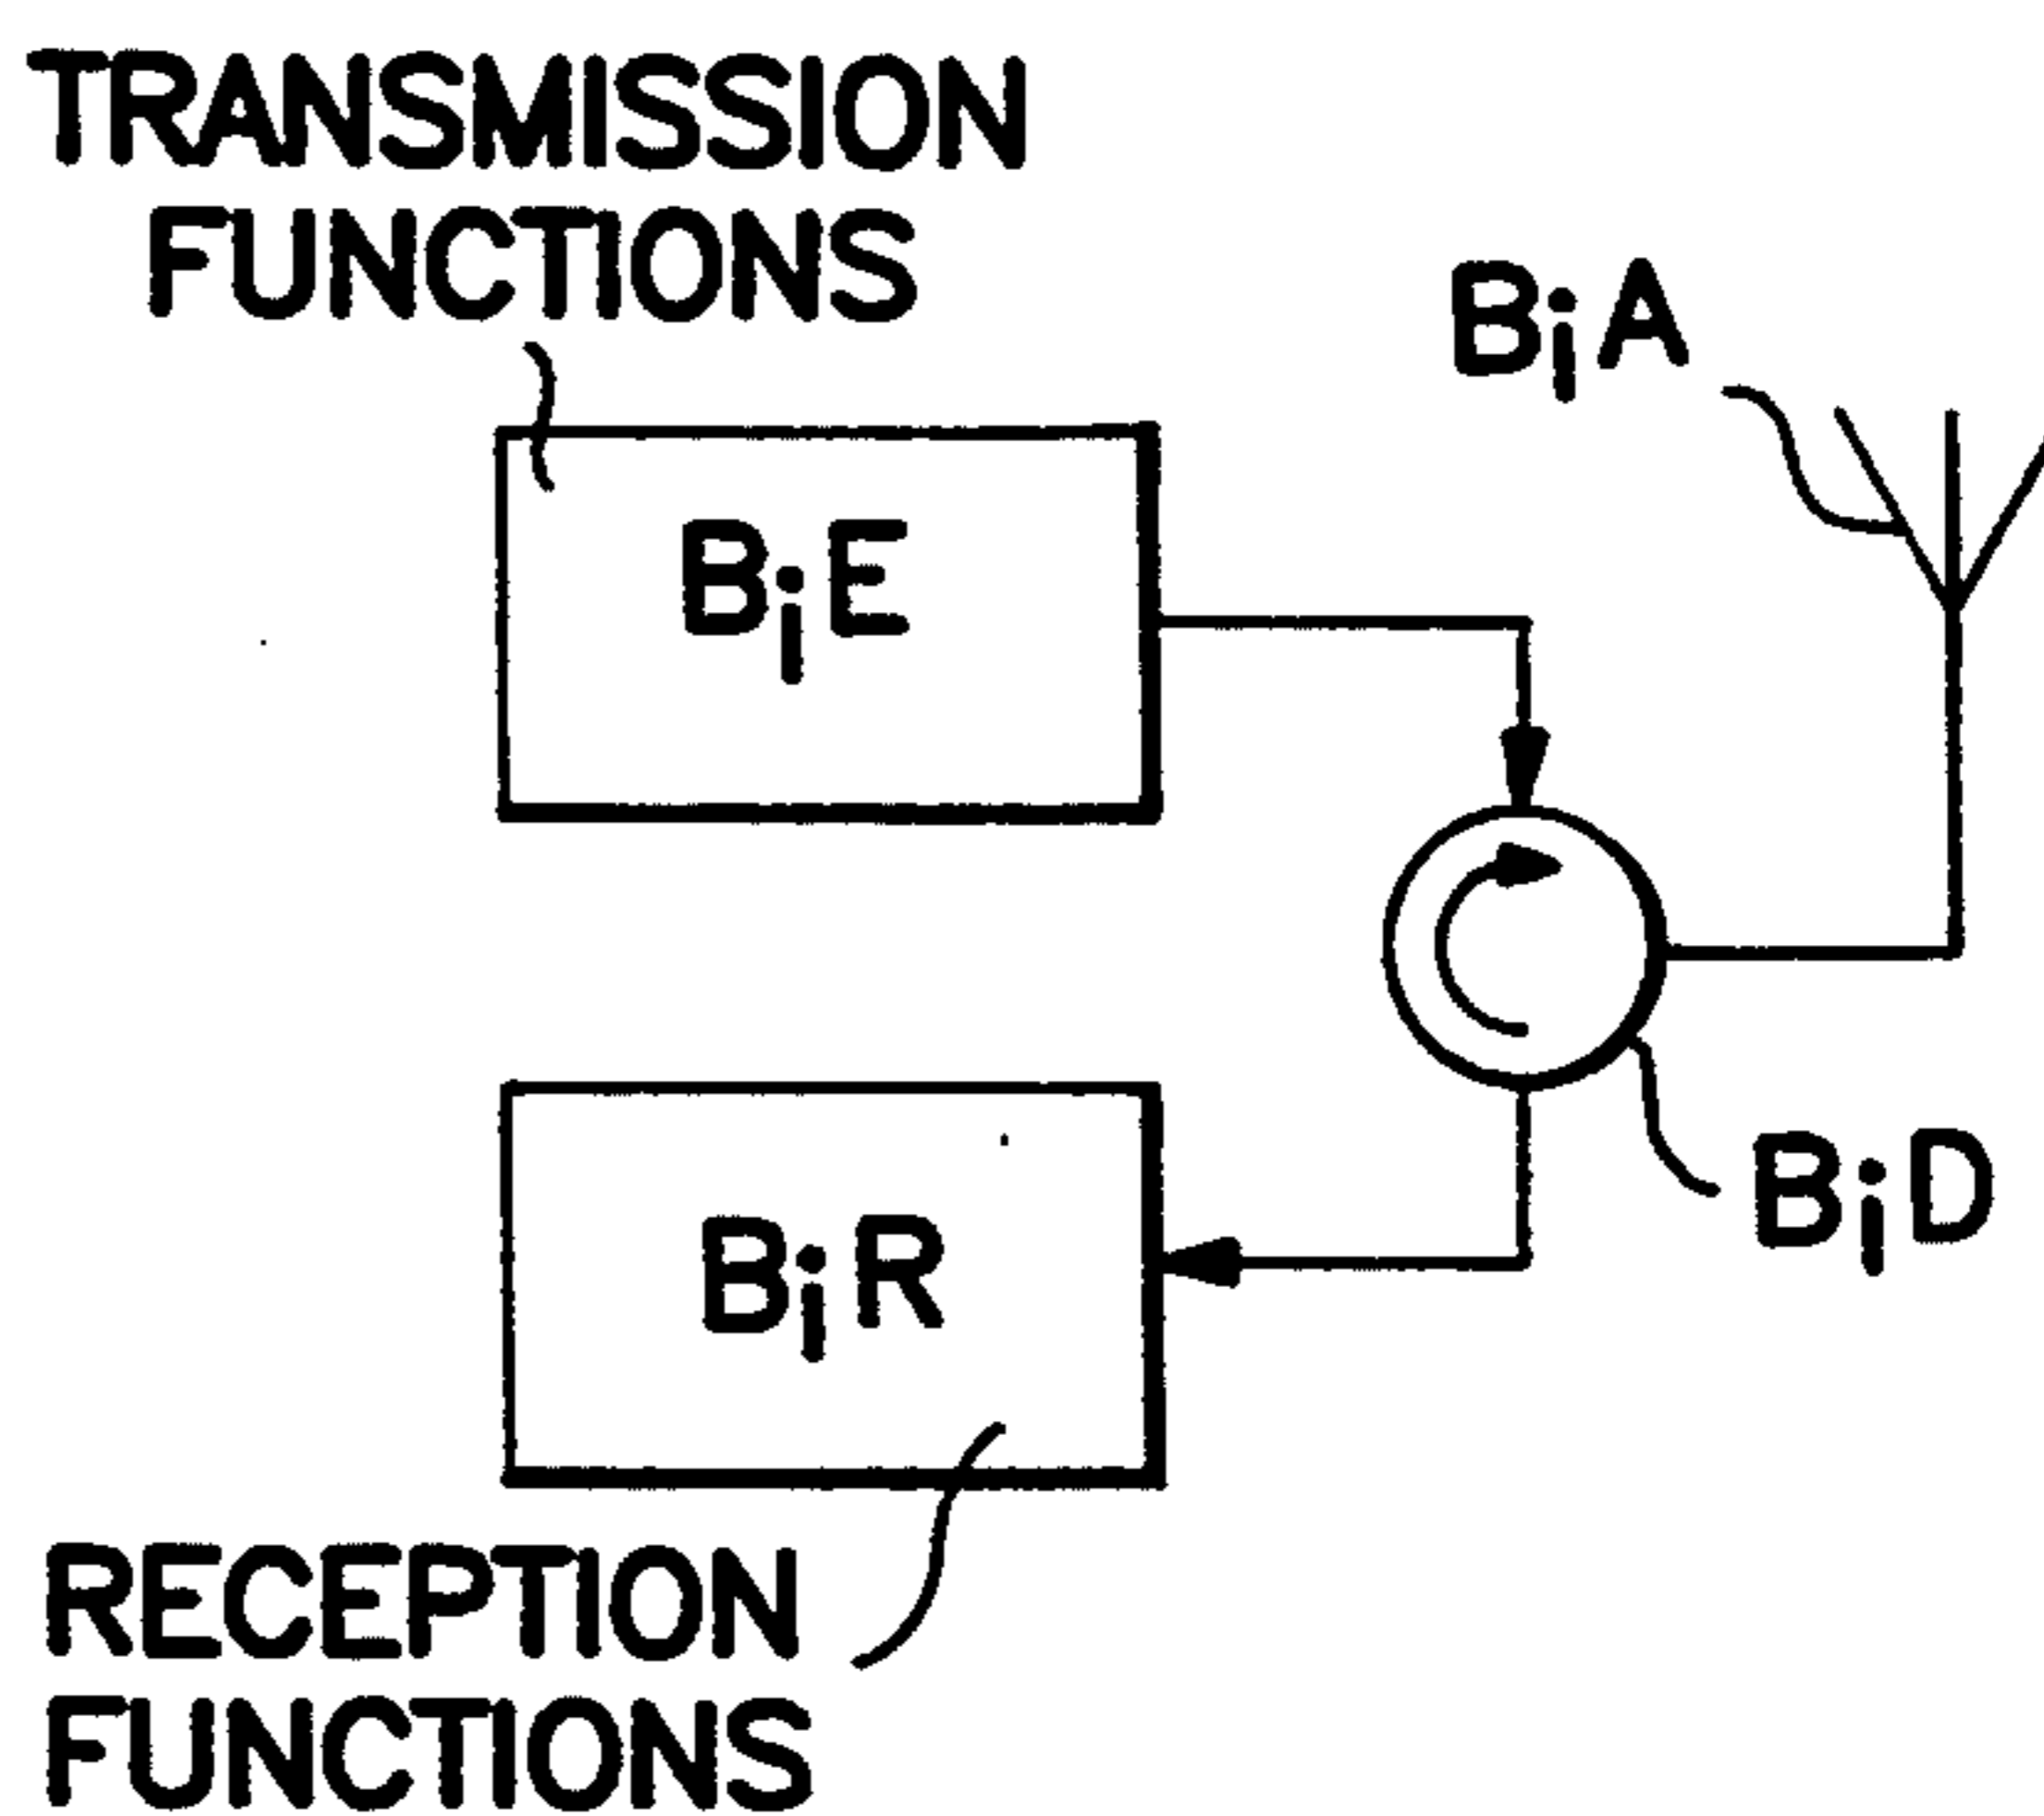 TRANSMISSION
FUNCTIONS
BiA
BiE
BiD
BiR
RECEPTION
FUNCTIONS